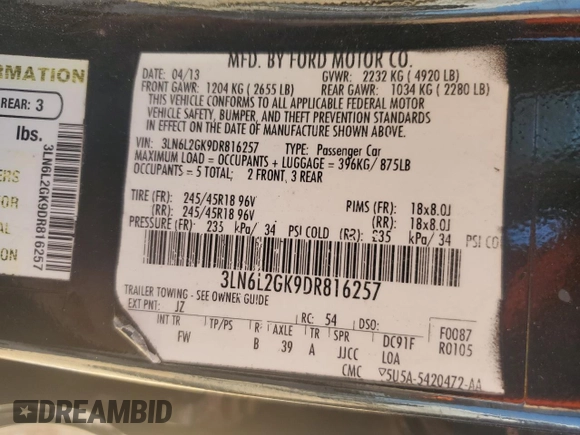 RMATION
REAR: 3
lbs.
ERS
R
OR
3LN6L2GK9DR816257
MFD. BY FORD MOTOR CO.
DATE: 04/13 GVWR: 2232 KG ( 4920 LB)
FRONT GAWR: 1204 KG ( 2655 LB) REAR GAWR: 1034 KG ( 2280 LB)
THIS VEHICLE CONFORMS TO ALL APPLICABLE FEDERAL MOTOR
VEHICLE SAFETY, BUMPER, AND THEFT PREVENTION STANDARDS
IN EFFECT ON THE DATE OF MANUFACTURE SHOWN ABOVE.
VIN: 3LN6L2GK9DR816257 TYPE: Passenger Car
MAXIMUM LOAD = OCCUPANTS + LUGGAGE = 396KG/ 875LB
OCCUPANTS = 5 TOTAL; 2 FRONT, 3 REAR
TIRE (FR): 245/45R18 96V RIMS (FR): 18x8.0J
(RR): 245/45R18 96V (RR): 18x8.0J
PRESSURE (FR): 235 kPa/ 34 PSI COLD (RR): 235 kPa/ 34 PSI CO
3LN6L2GK9DR816257
TRAILER TOWING - SEE OWNER GUIDE
EXT PNT: JZ RC: 54 DSO: F0087
INT TR TP/PS R AXLE TR SPR DC91F R0105
FW B 39 A JJCC LOA
CMC 5U5A-5420472-AA
DREAMBID